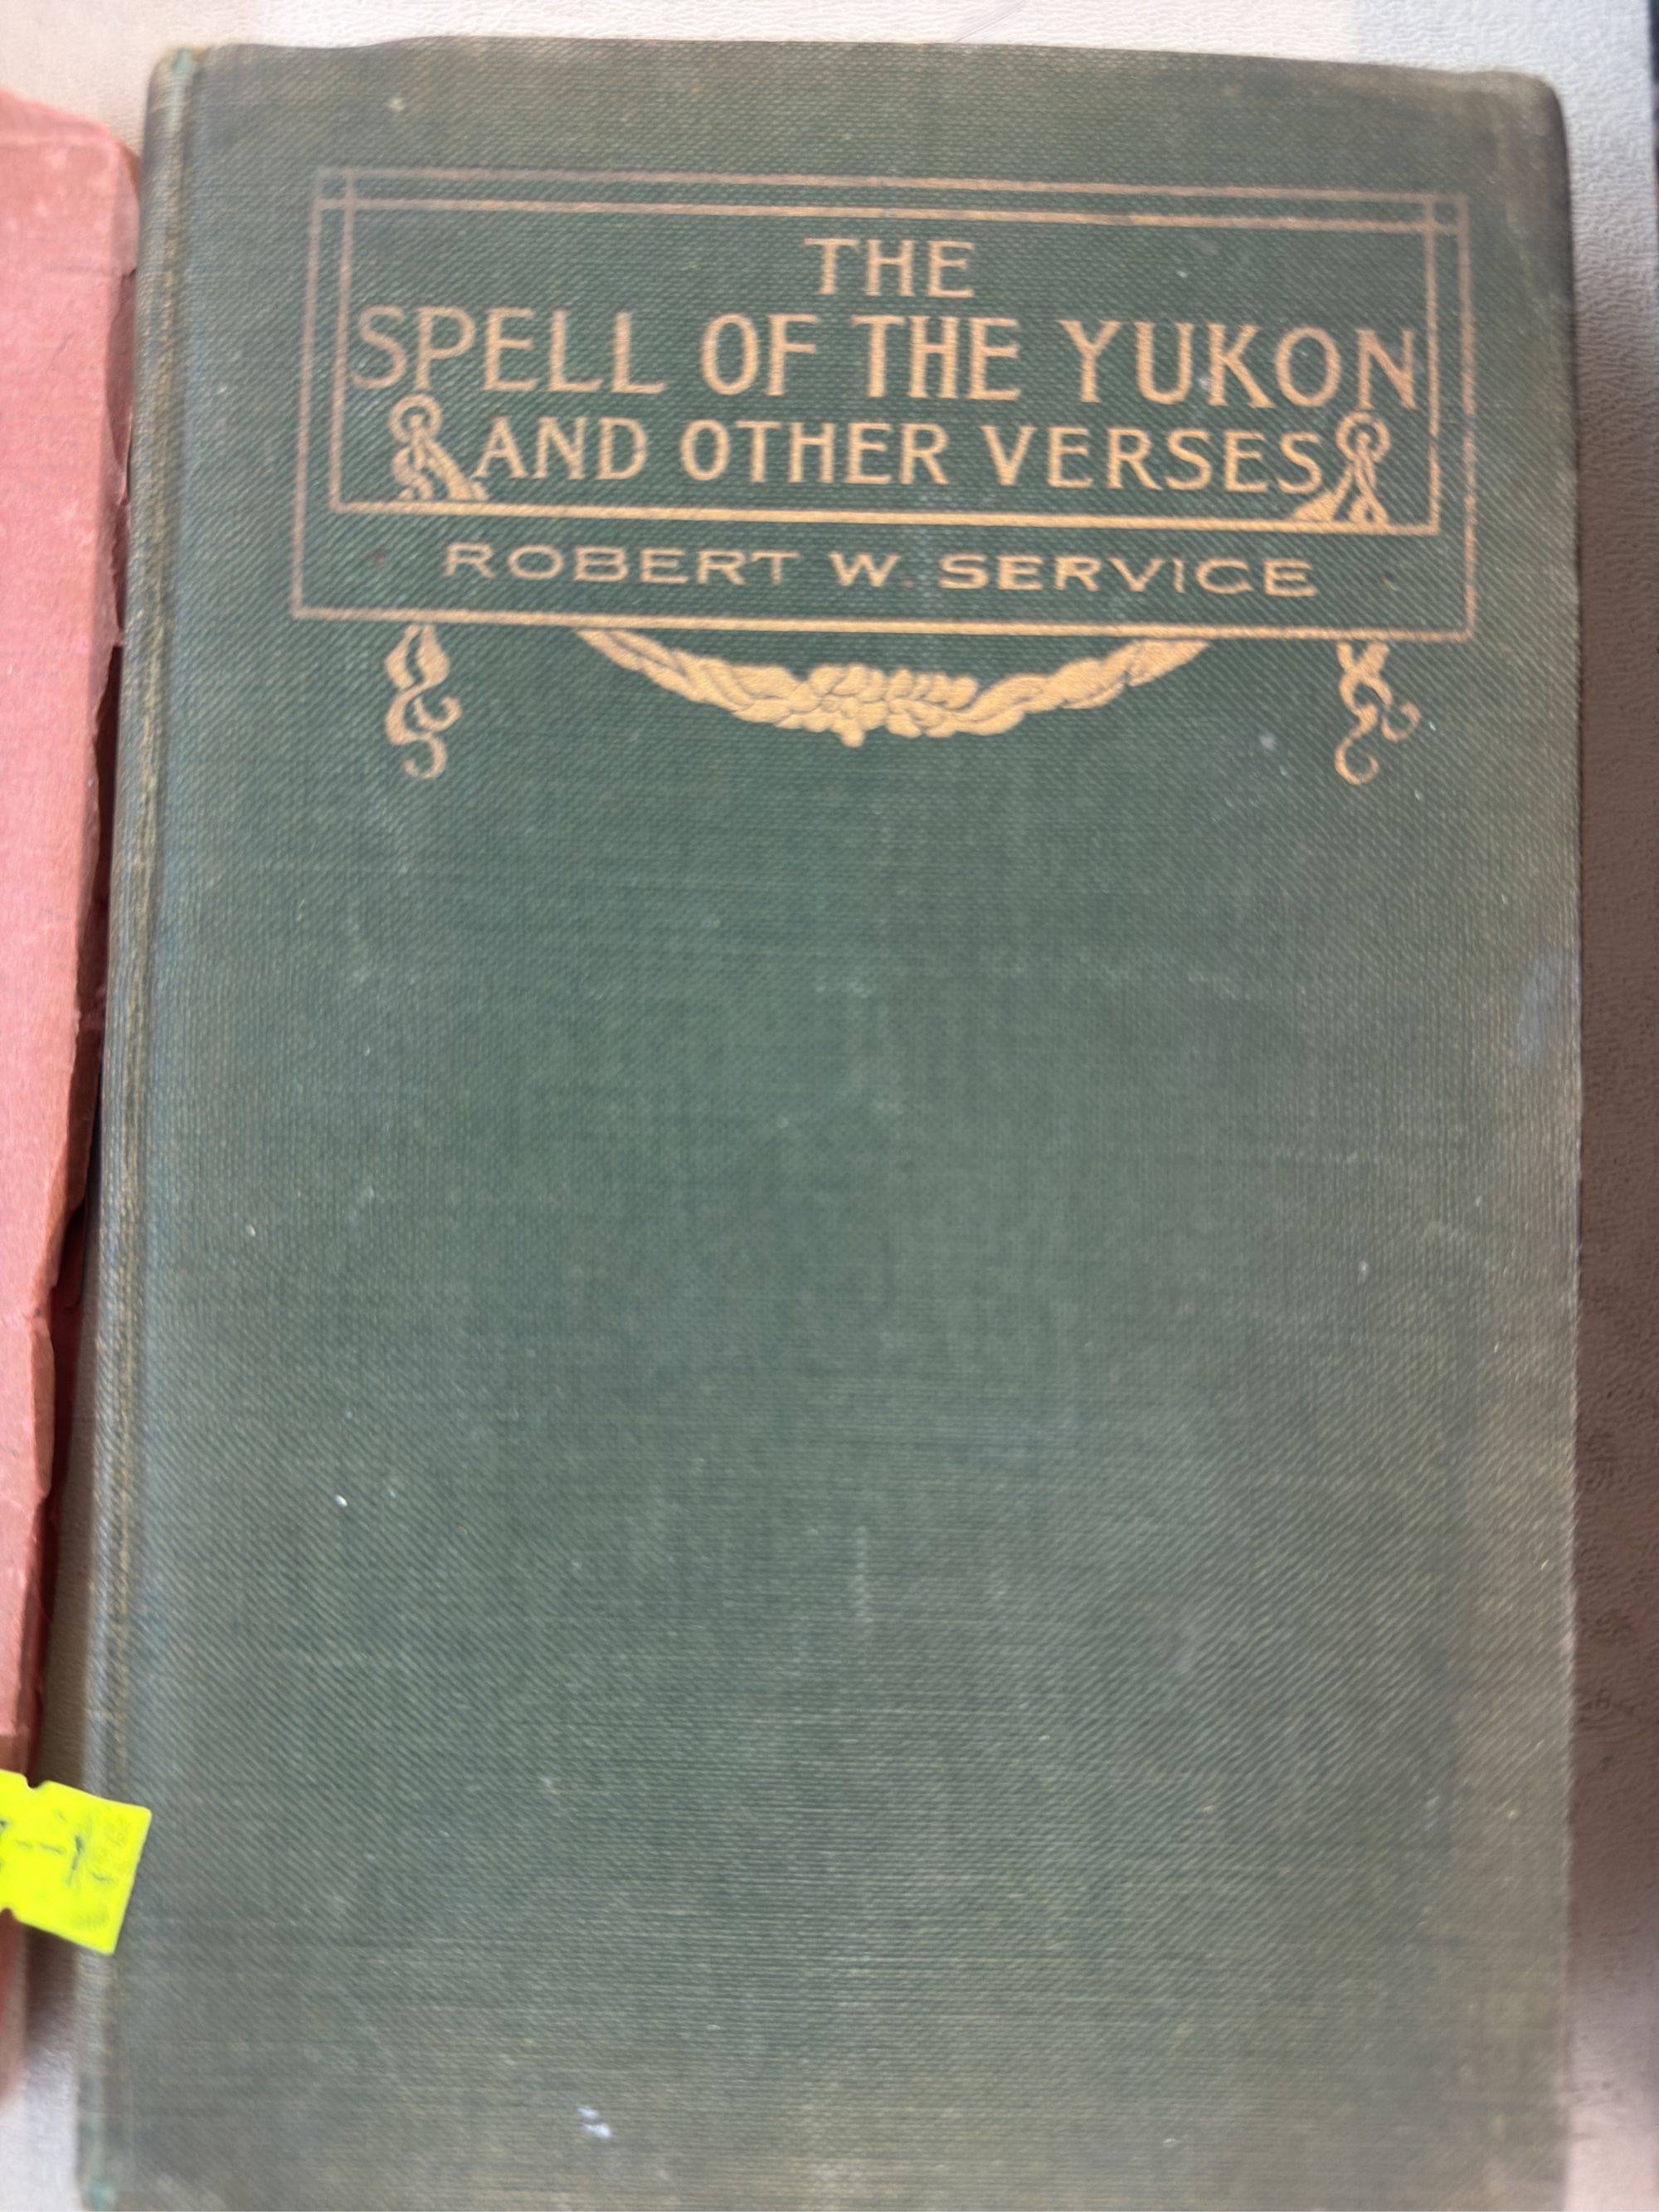 THE
SPELL OF THE YUKON
AND OTHER VERSES
ROBERT W. SERVICE